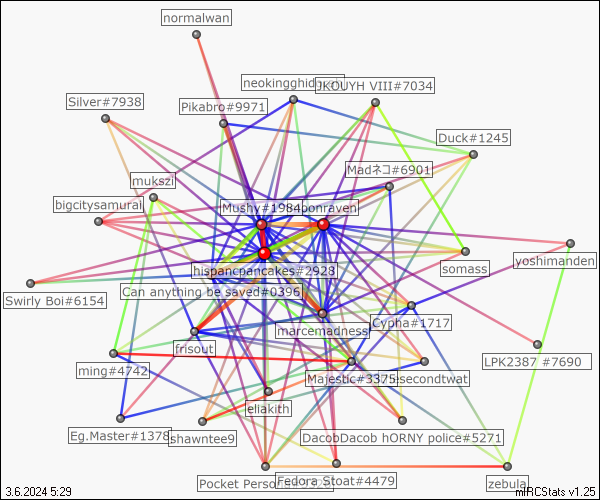 normalwan
neokingghid
JKOUYH VIII#7034
Silver#7938
Pikabro#9971
Duck#1245
Madネコ#6901
mukszi
bigcitysamurai
Mushy#1984
bonraven
yoshimanden
somass
hispancpancakes#2928
Can anything be saved#0396
Swirly Boi#6154
Cypha#1717
marcemadness
frisout
LPK2387 #7690
ming#4742
Majestic#3375
secondtwat
eliakith
Eg.Master#1378
shawntee9
DacobDacob hORNY police#5271
Pocket Perso
Fedora Stoat#4479
zebula
3.6.2024 5:29
mIRCStats v1.25